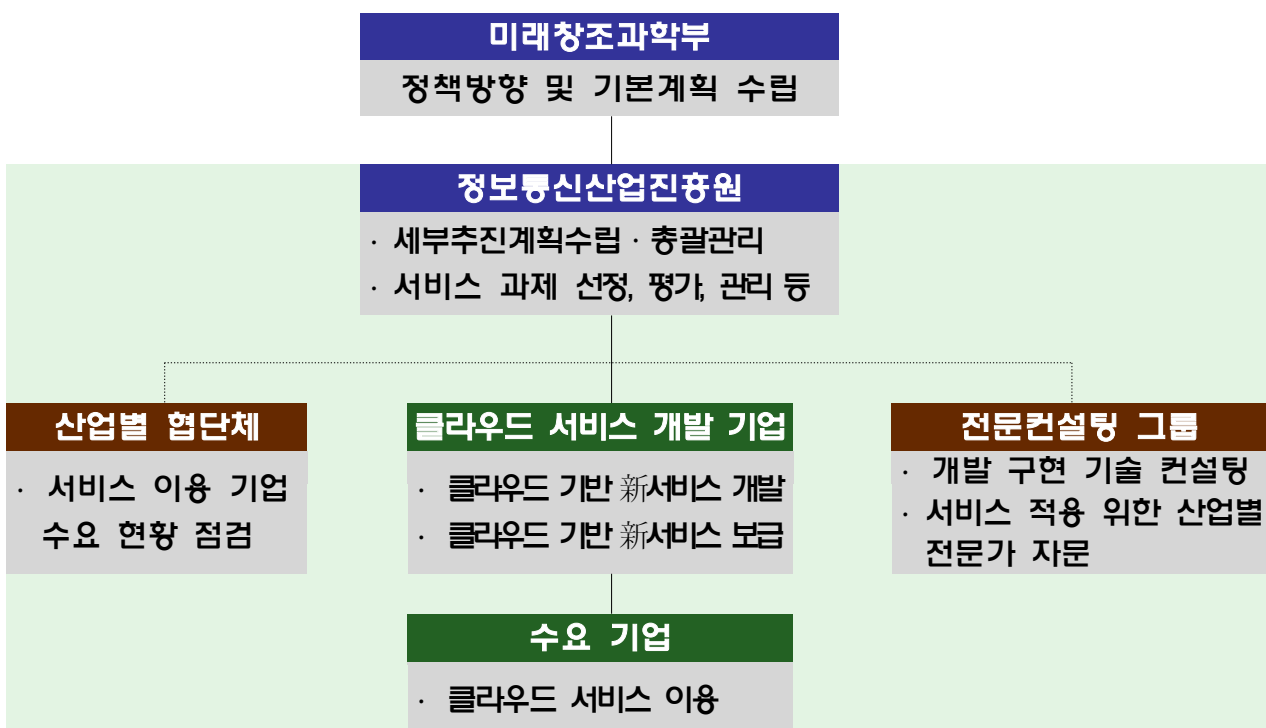 미래창조과학부
정책방향 및 기본계획 수립
정보통신산업진흥원
· 세부추진계획수립 · 총괄관리
· 서비스 과제 선정, 평가, 관리 등
산업별 협단체
· 서비스 이용 기업
수요 현황 점검
클라우드 서비스 개발 기업
· 클라우드 기반 新서비스 개발
· 클라우드 기반 新서비스 보급
전문컨설팅 그룹
· 개발 구현 기술 컨설팅
· 서비스 적용 위한 산업별
전문가 자문
수요 기업
· 클라우드 서비스 이용